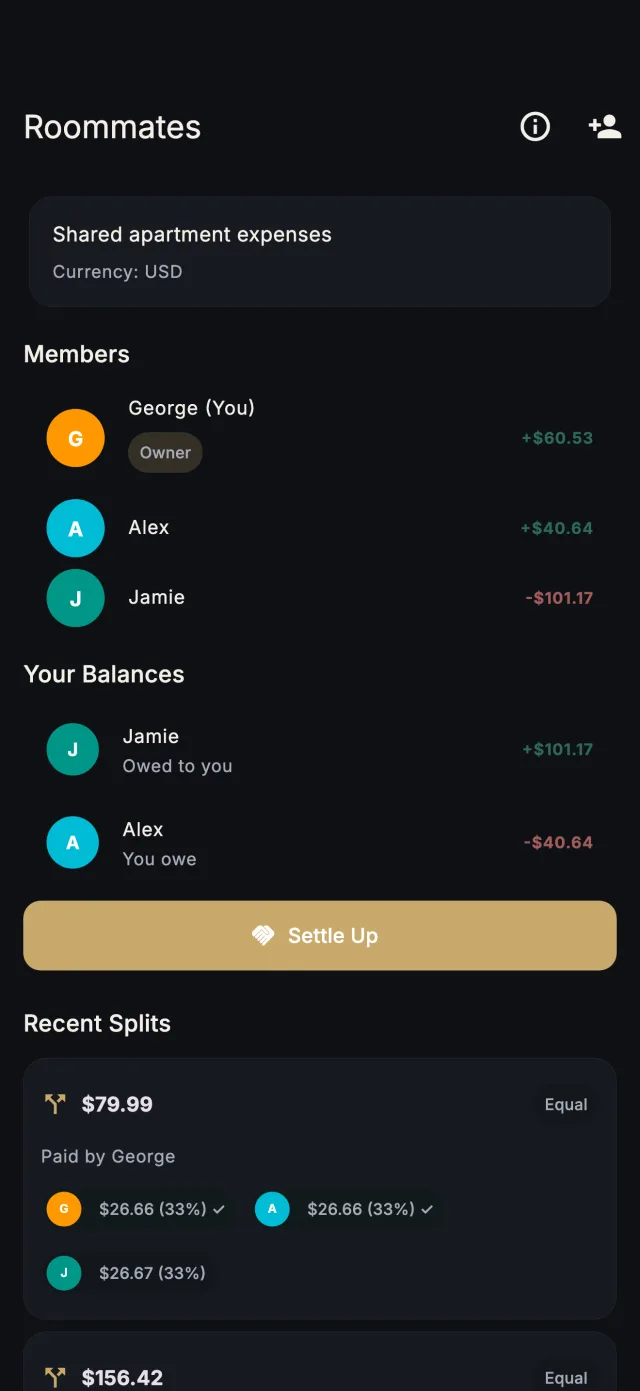 Roommates
Shared apartment expenses
Currency: USD
Members
G
George (You)
Owner
+$60.53
A
Alex
+$40.64
J
Jamie
-$101.17
Your Balances
J
Jamie
Owed to you
+$101.17
A
Alex
You owe
-$40.64
Settle Up
Recent Splits
$79.99
Equal
Paid by George
G $26.66 (33%) ✓ A $26.66 (33%) ✓
J $26.67 (33%)
$156.42
Equal